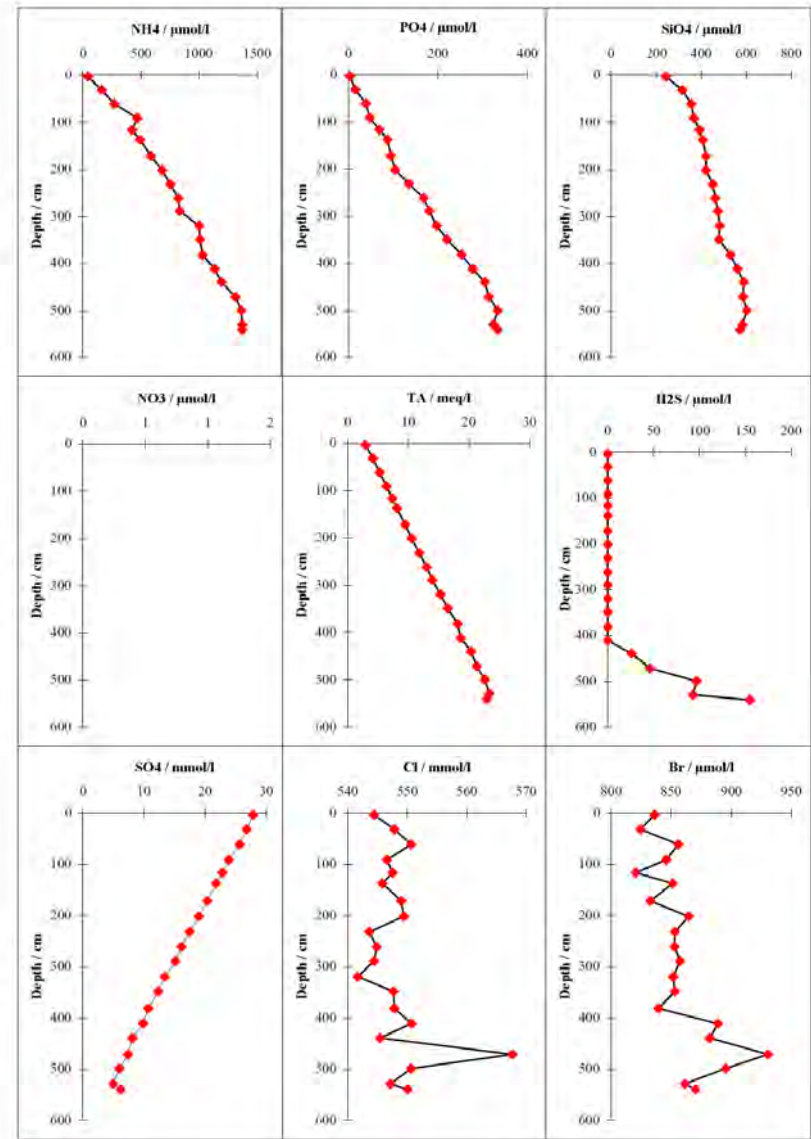 NH4 / µmol/l
0 500 1000 1500
0
100
200
300
400
500
600
Depth / cm
PO4 / µmol/l
0 200 400
0
100
200
300
400
500
600
Depth / cm
SiO4 / µmol/l
0 200 400 600 800
0
100
200
300
400
500
600
Depth / cm
NO3 / µmol/l
0 1 1 2
0
100
200
300
400
500
600
Depth / cm
TA / meq/l
0 10 20 30
0
100
200
300
400
500
600
Depth / cm
H2S / µmol/l
0 50 100 150 200
0
100
200
300
400
500
600
Depth / cm
SO4 / mmol/l
0 10 20 30
0
100
200
300
400
500
600
Depth / cm
Cl / mmol/l
540 550 560 570
0
100
200
300
400
500
600
Depth / cm
Br / µmol/l
800 850 900 950
0
100
200
300
400
500
600
Depth / cm